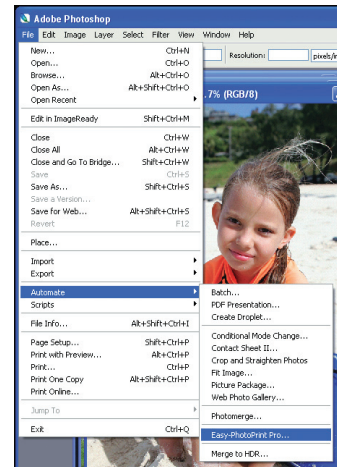 Adobe Photoshop
File Edit Image Layer Select Filter View Window Help
Resolution: pixels/in
New... Ctrl+N
Open... Ctrl+O
Browse... Alt+Ctrl+O
Open As... Alt+Shift+Ctrl+O
Open Recent
.7% (RGB/8)
Edit in ImageReady Shift+Ctrl+M
Close Ctrl+W
Close All Alt+Ctrl+W
Close and Go To Bridge... Shift+Ctrl+W
Save Ctrl+S
Save As... Shift+Ctrl+S
Save a Version...
Save for Web... Alt+Shift+Ctrl+S
Revert F12
Place...
Import
Export
Automate
Scripts
File Info... Alt+Shift+Ctrl+I
Page Setup... Shift+Ctrl+P
Print with Preview... Alt+Ctrl+P
Print... Ctrl+P
Print One Copy Alt+Shift+Ctrl+P
Print Online...
Jump To
Exit Ctrl+Q
Batch...
PDF Presentation...
Create Droplet...
Conditional Mode Change...
Contact Sheet II...
Crop and Straighten Photos
Fit Image...
Picture Package...
Web Photo Gallery...
Photomerge...
Easy-PhotoPrint Pro...
Merge to HDR...